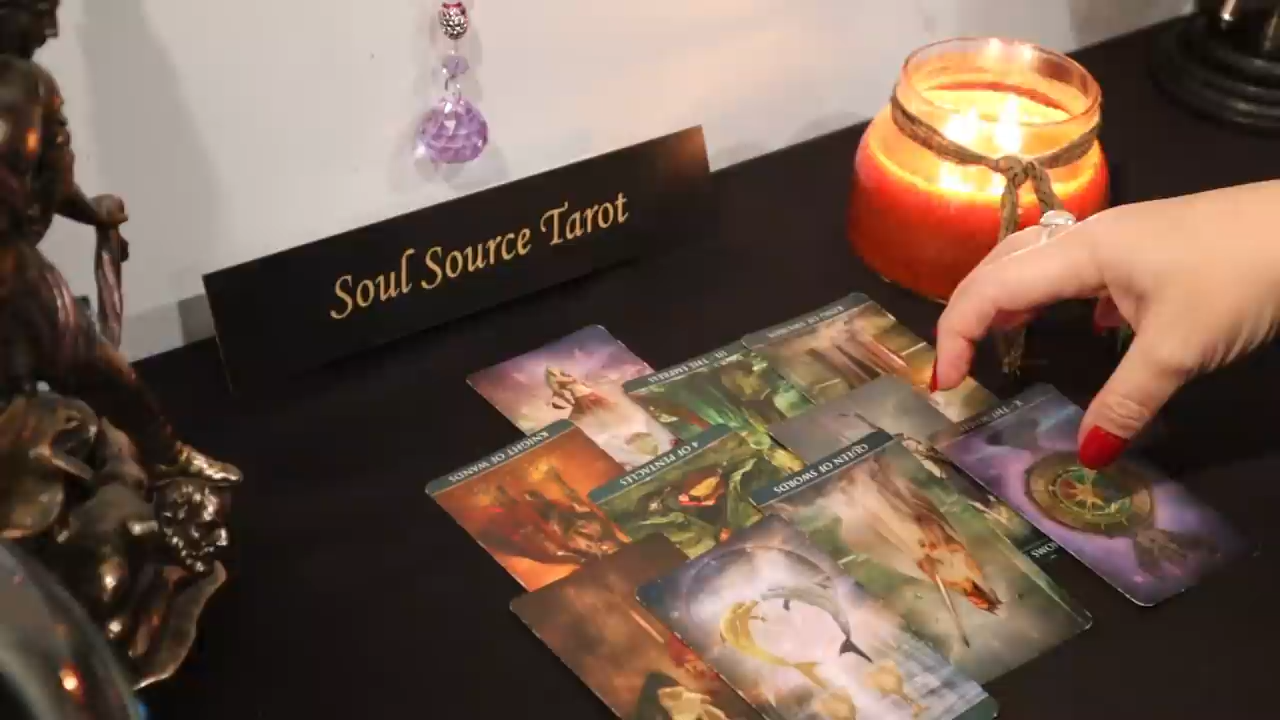 Soul Source Tarot
III - THE EMPRESS
KNIGHT OF WANDS
4 OF PENTACLES
QUEEN OF SWORDS